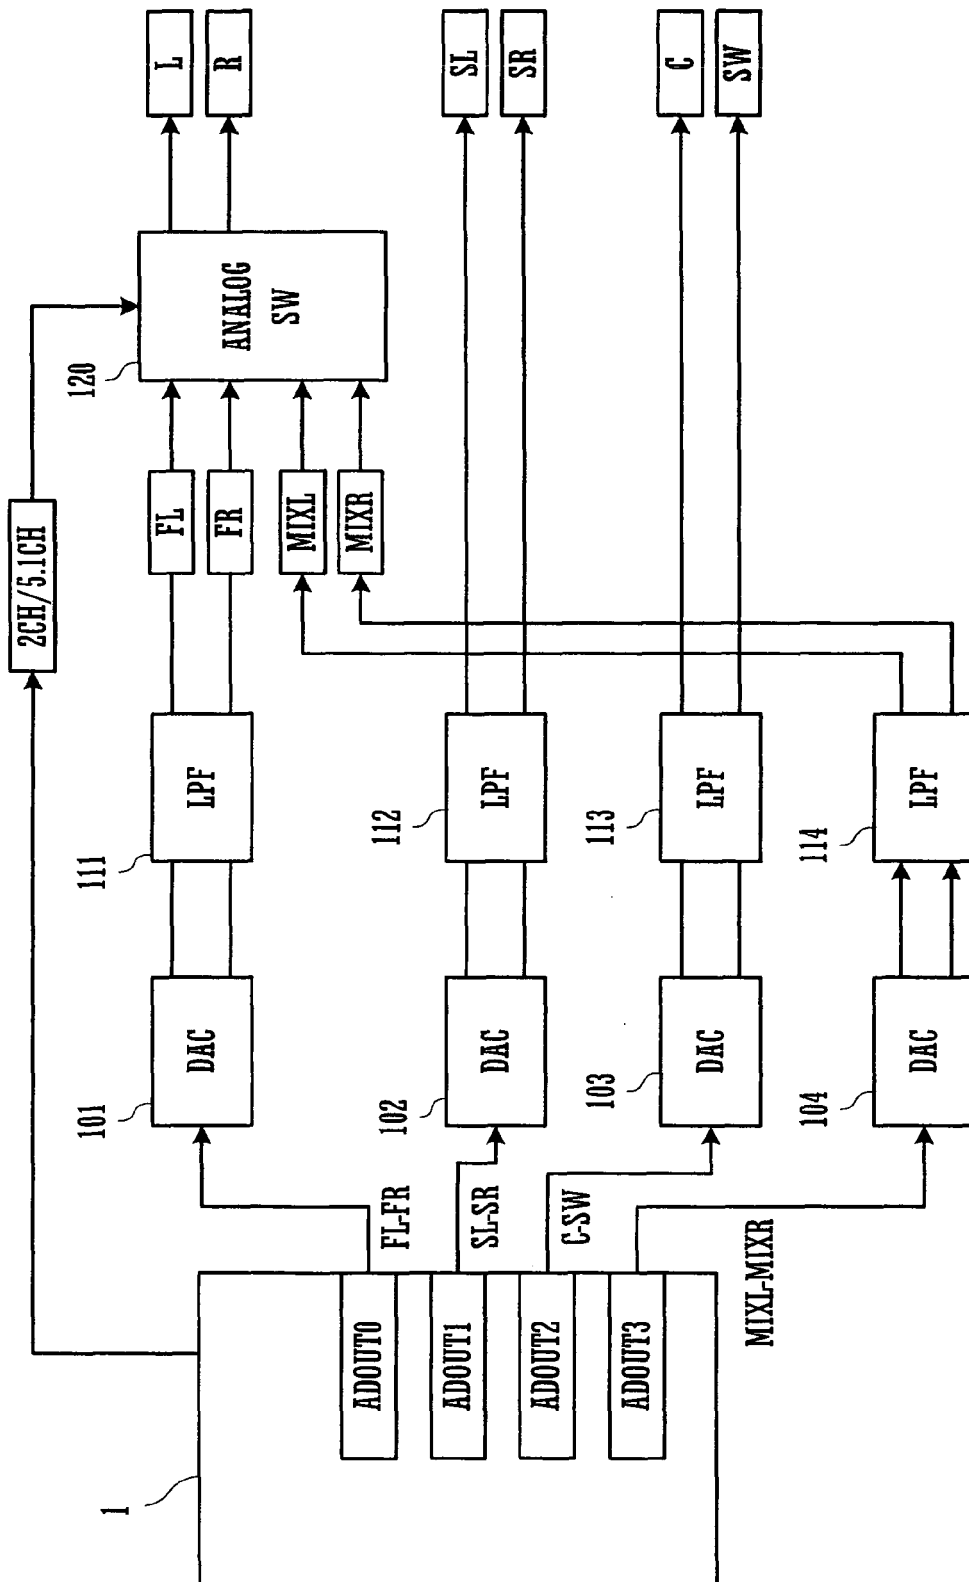 1
ADOUT0
ADOUT1
ADOUT2
ADOUT3
FL-FR
SL-SR
C-SW
MIXL-MIXR
101
DAC
102
DAC
103
DAC
104
DAC
111
LPF
112
LPF
113
LPF
114
LPF
2CH/5.1CH
FL
FR
MIXL
MIXR
120
ANALOG
SW
L
R
SL
SR
C
SW